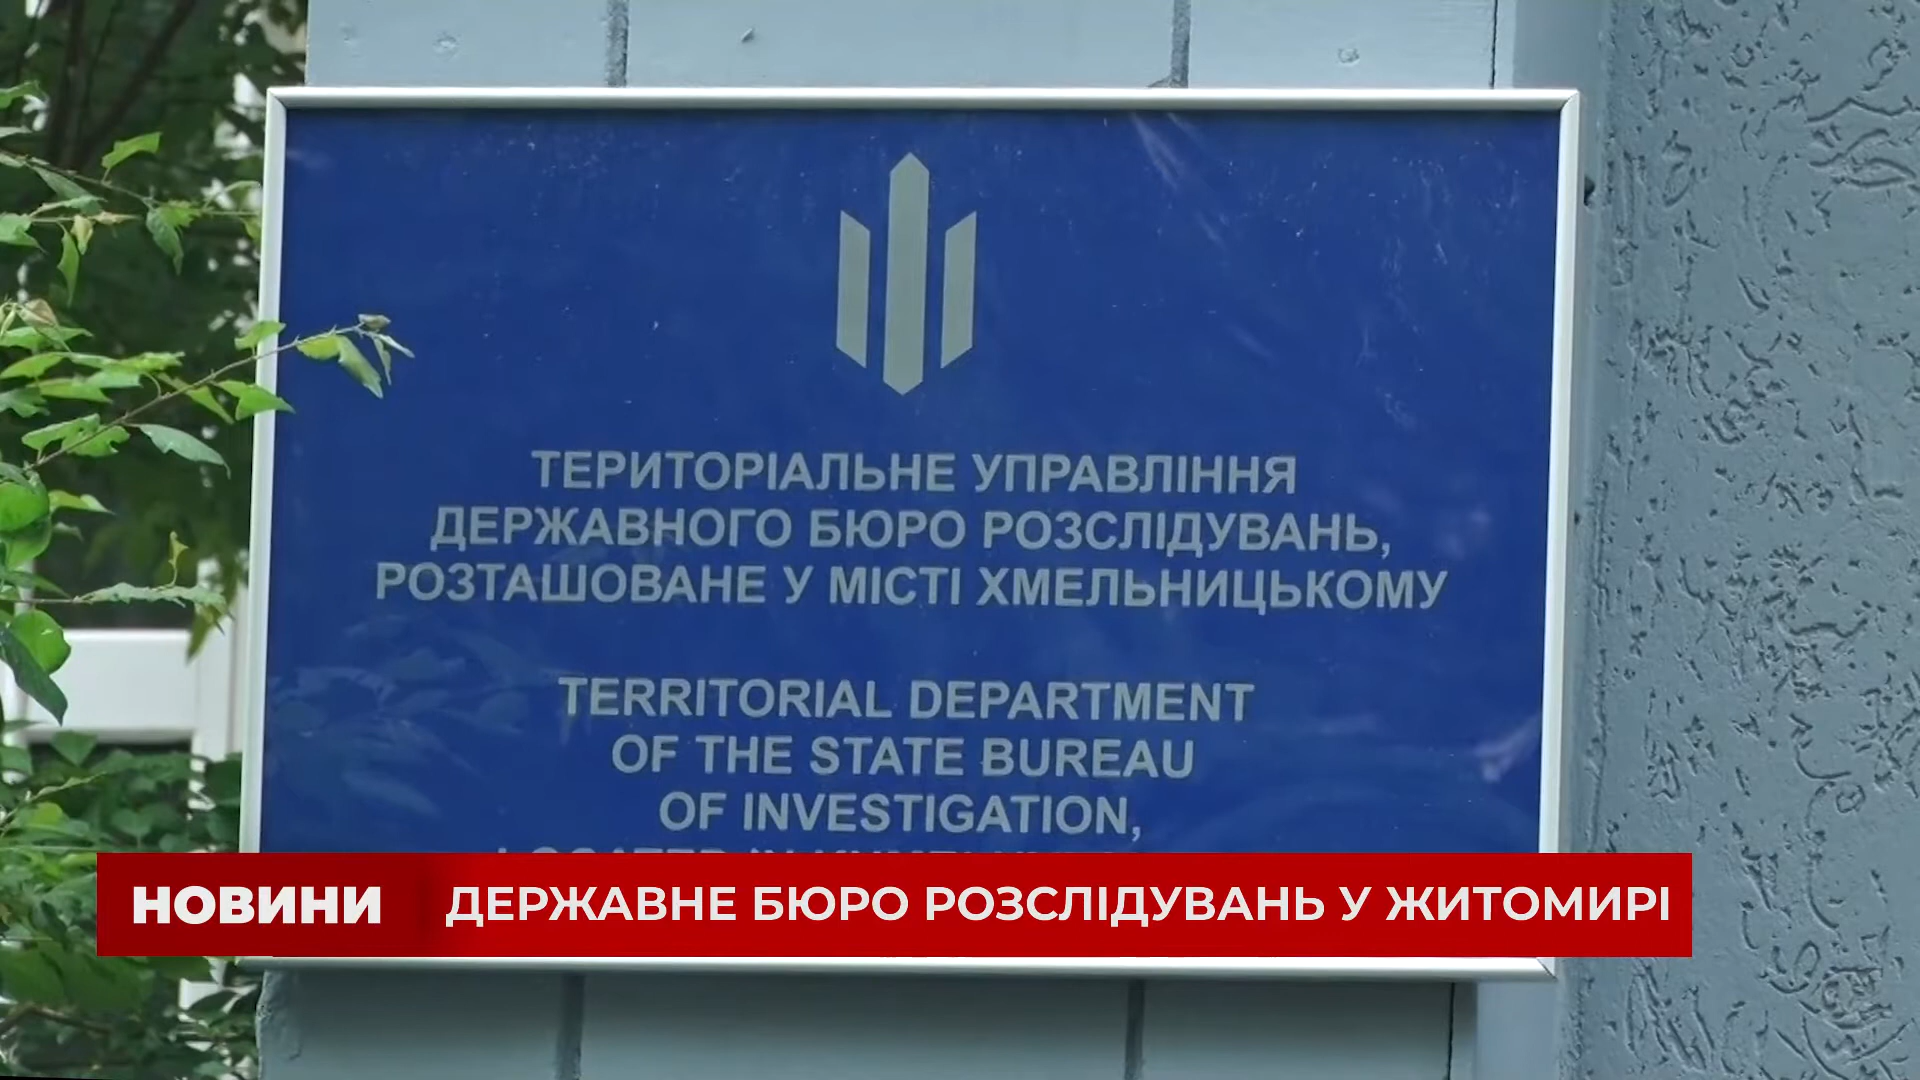 ТЕРИТОРІАЛЬНЕ УПРАВЛІННЯ
ДЕРЖАВНОГО БЮРО РОЗСЛІДУВАНЬ,
РОЗТАШОВАНЕ У МІСТІ ХМЕЛЬНИЦЬКОМУ
TERRITORIAL DEPARTMENT
OF THE STATE BUREAU
OF INVESTIGATION,
НОВИНИ ДЕРЖАВНЕ БЮРО РОЗСЛІДУВАНЬ У ЖИТОМИРІ